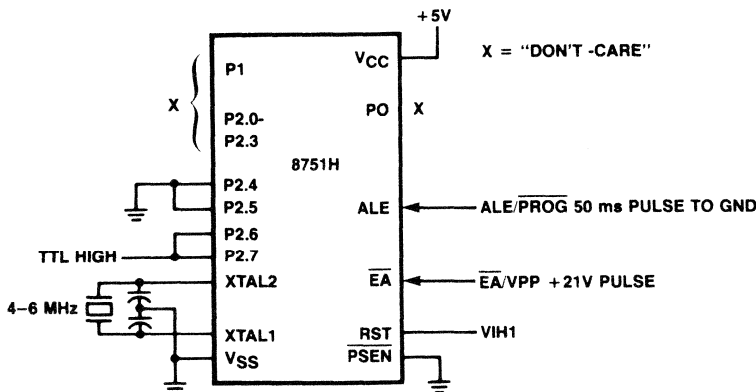 +5V
P1
VCC
X = "DON'T -CARE"
X
P2.0-
P2.3
PO
X
8751H
P2.4
P2.5
ALE
ALE/PROG 50 ms PULSE TO GND
P2.6
P2.7
TTL HIGH
XTAL2
EA
EA/VPP +21V PULSE
4–6 MHz
XTAL1
RST
VIH1
VSS
PSEN